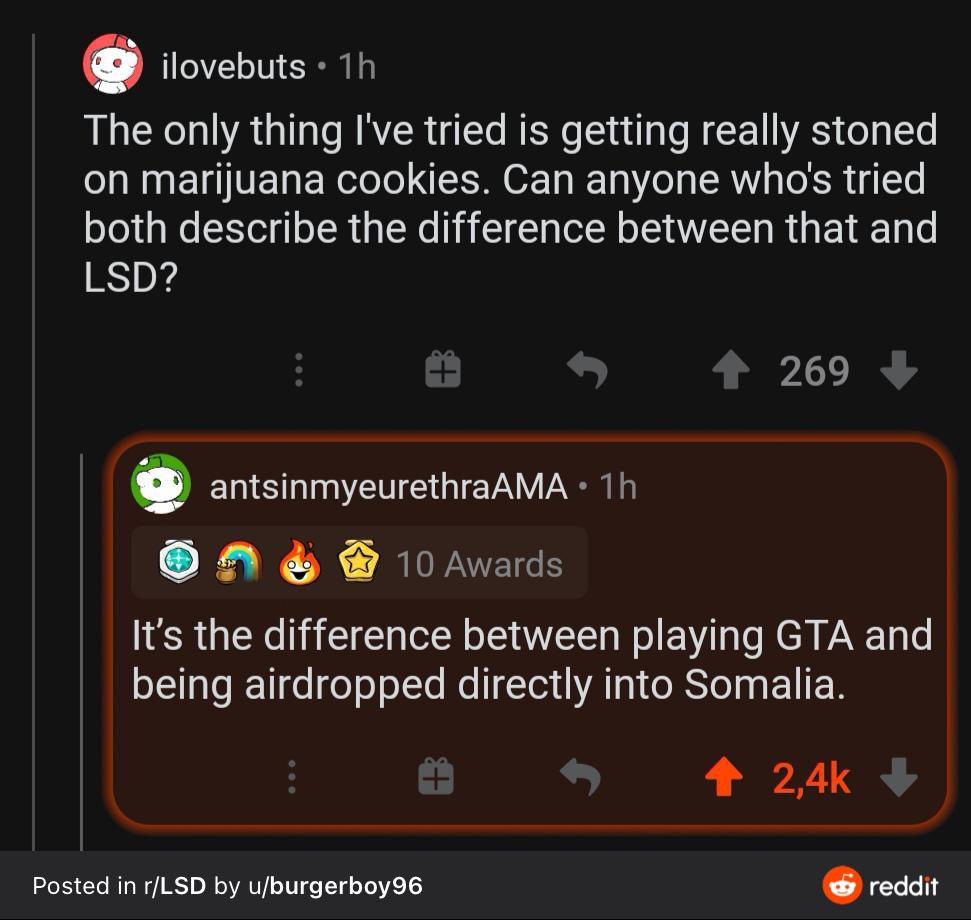 ilovebuts • 1h
The only thing I've tried is getting really stoned
on marijuana cookies. Can anyone who's tried
both describe the difference between that and
LSD?
269
antsinmyeurethraAMA • 1h
10 Awards
It’s the difference between playing GTA and
being airdropped directly into Somalia.
2,4k
Posted in r/LSD by u/burgerboy96
reddit